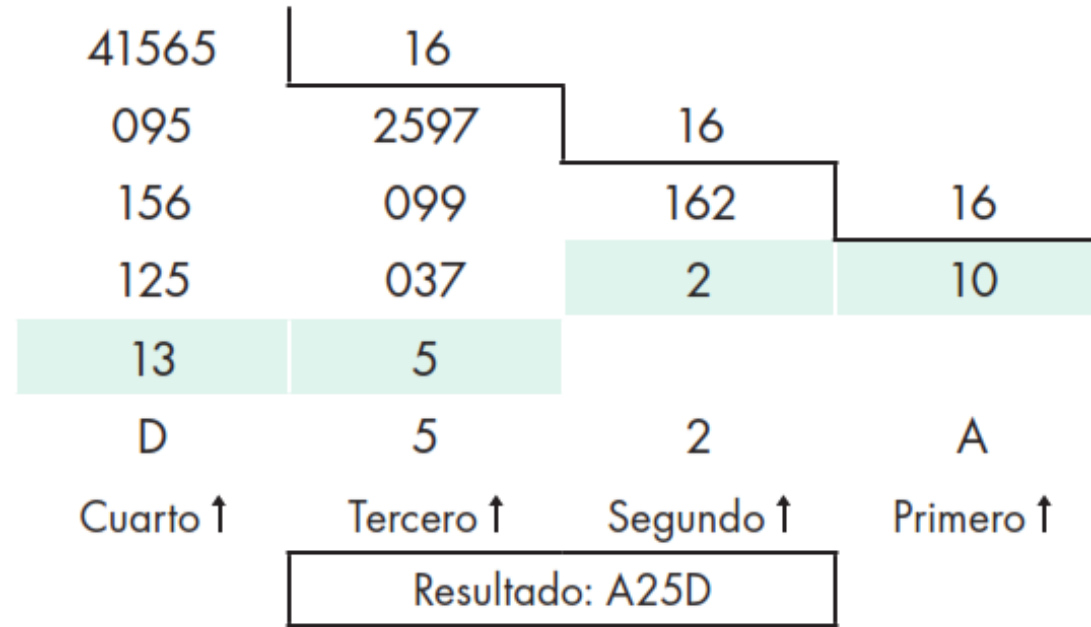 41565 16
095 2597 16
156 099 162 16
125 037 2 10
13 5
D 5 2 A
Cuarto ↑ Tercero ↑ Segundo ↑ Primero ↑
Resultado: A25D